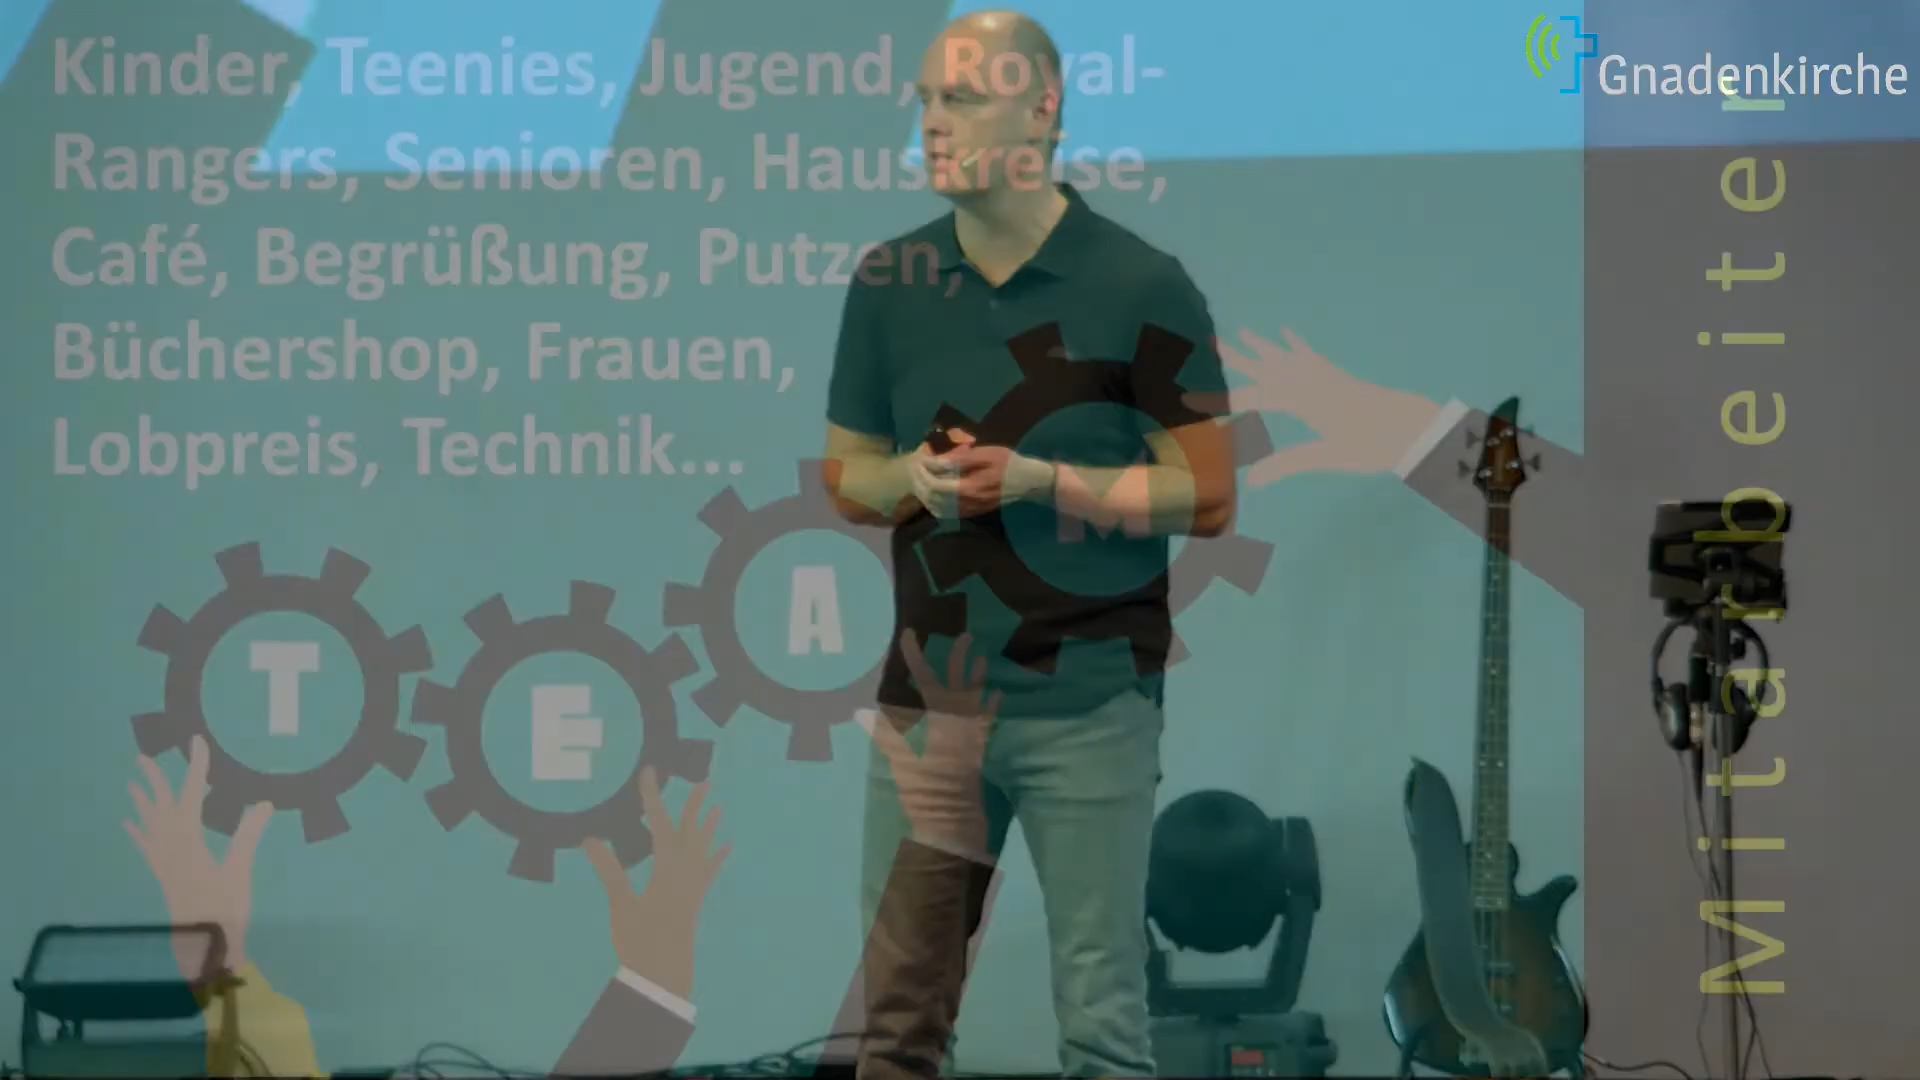 Kinder, Teenies, Jugend, Royal-
Rangers, Senioren, Hauskreise,
Café, Begrüßung, Putzen,
Büchershop, Frauen,
Lobpreis, Technik...
T E A M
Gnadenkirche
Mitarbeiter